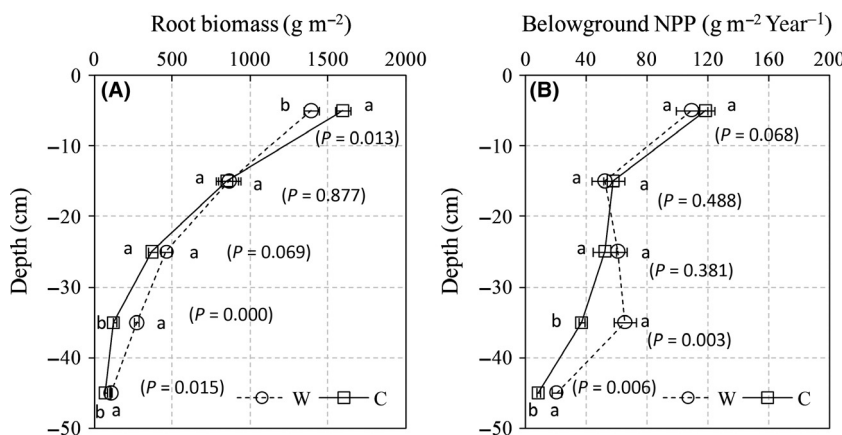 Root biomass (g m⁻²)
0 500 1000 1500 2000
(A)
Depth (cm)
0
−10
−20
−30
−40
−50
b a
(P = 0.013)
a a
(P = 0.877)
a a
(P = 0.069)
b a
(P = 0.000)
b a
(P = 0.015)
W C
Belowground NPP (g m⁻² Year⁻¹)
0 40 80 120 160 200
(B)
Depth (cm)
0
−10
−20
−30
−40
−50
a a
(P = 0.068)
a a
(P = 0.488)
a a
(P = 0.381)
b a
(P = 0.003)
b a
(P = 0.006)
W C